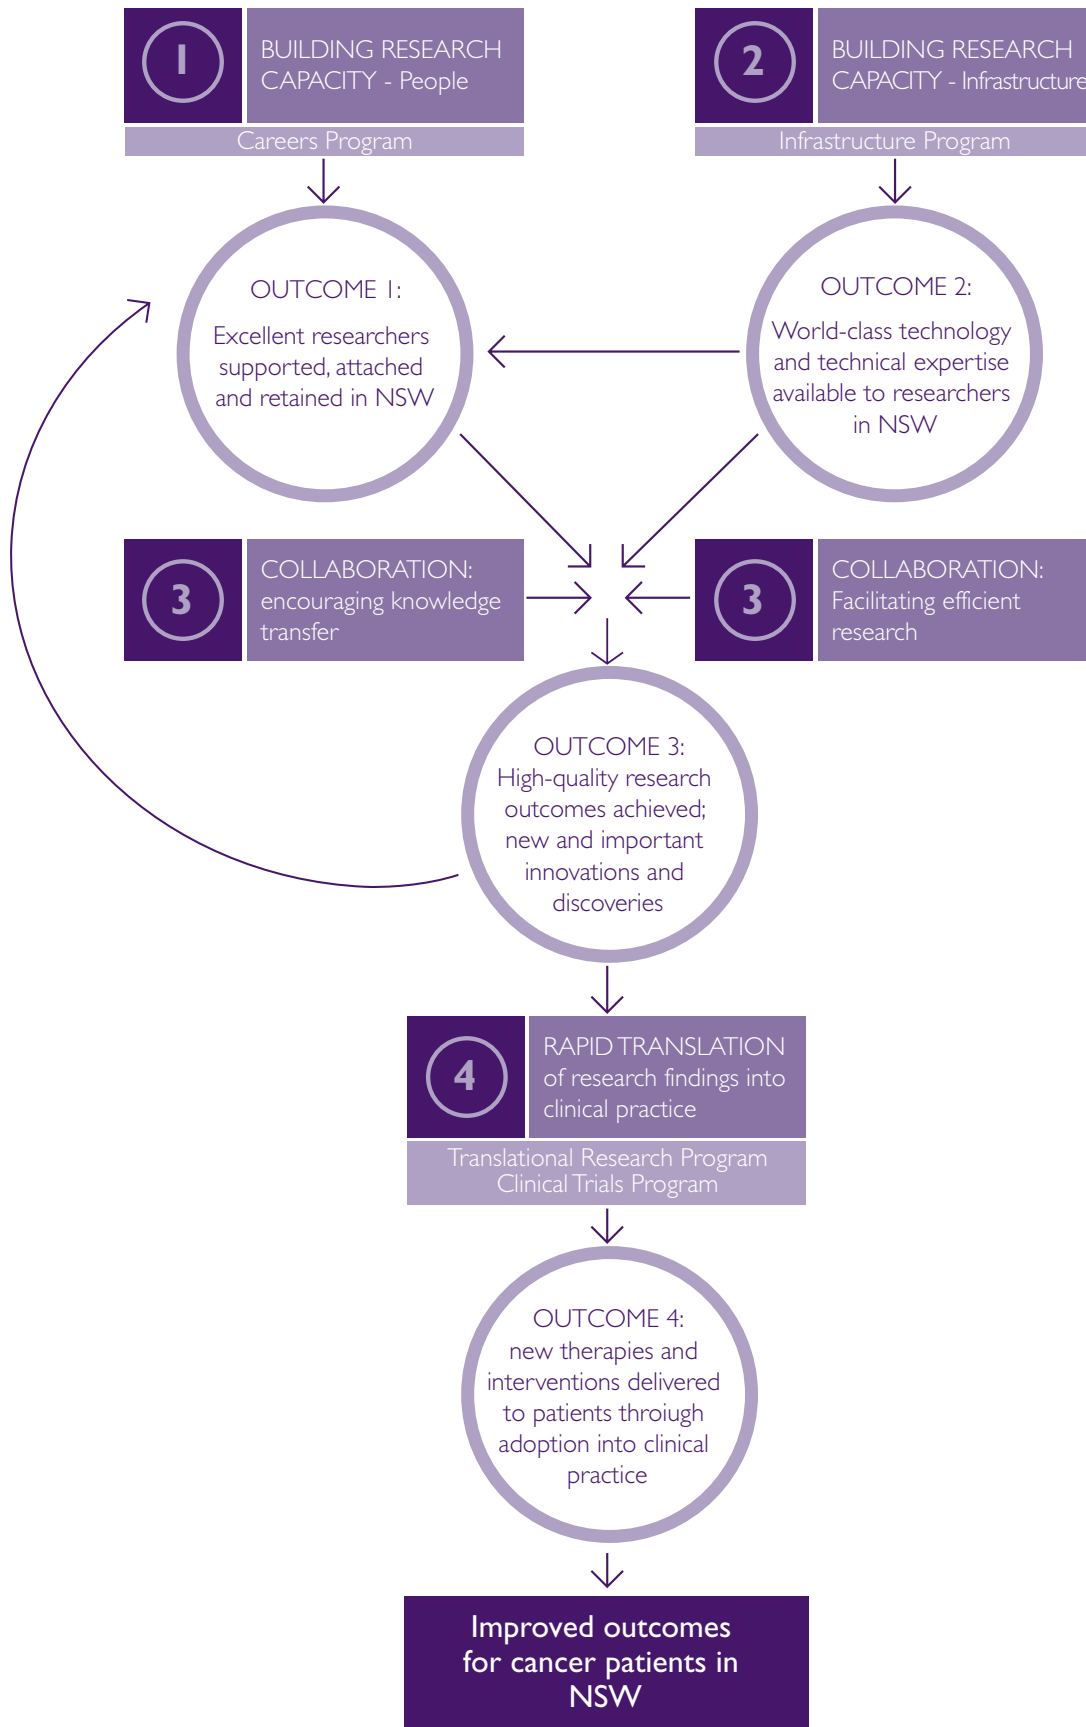 1
BUILDING RESEARCH
CAPACITY - People
Careers Program
2
BUILDING RESEARCH
CAPACITY - Infrastructure
Infrastructure Program
OUTCOME 1:
Excellent researchers
supported, attached
and retained in NSW
OUTCOME 2:
World-class technology
and technical expertise
available to researchers
in NSW
3
COLLABORATION:
encouraging knowledge
transfer
3
COLLABORATION:
Facilitating efficient
research
OUTCOME 3:
High-quality research
outcomes achieved;
new and important
innovations and
discoveries
4
RAPID TRANSLATION
of research findings into
clinical practice
Translational Research Program
Clinical Trials Program
OUTCOME 4:
new therapies and
interventions delivered
to patients throiugh
adoption into clinical
practice
Improved outcomes
for cancer patients in
NSW